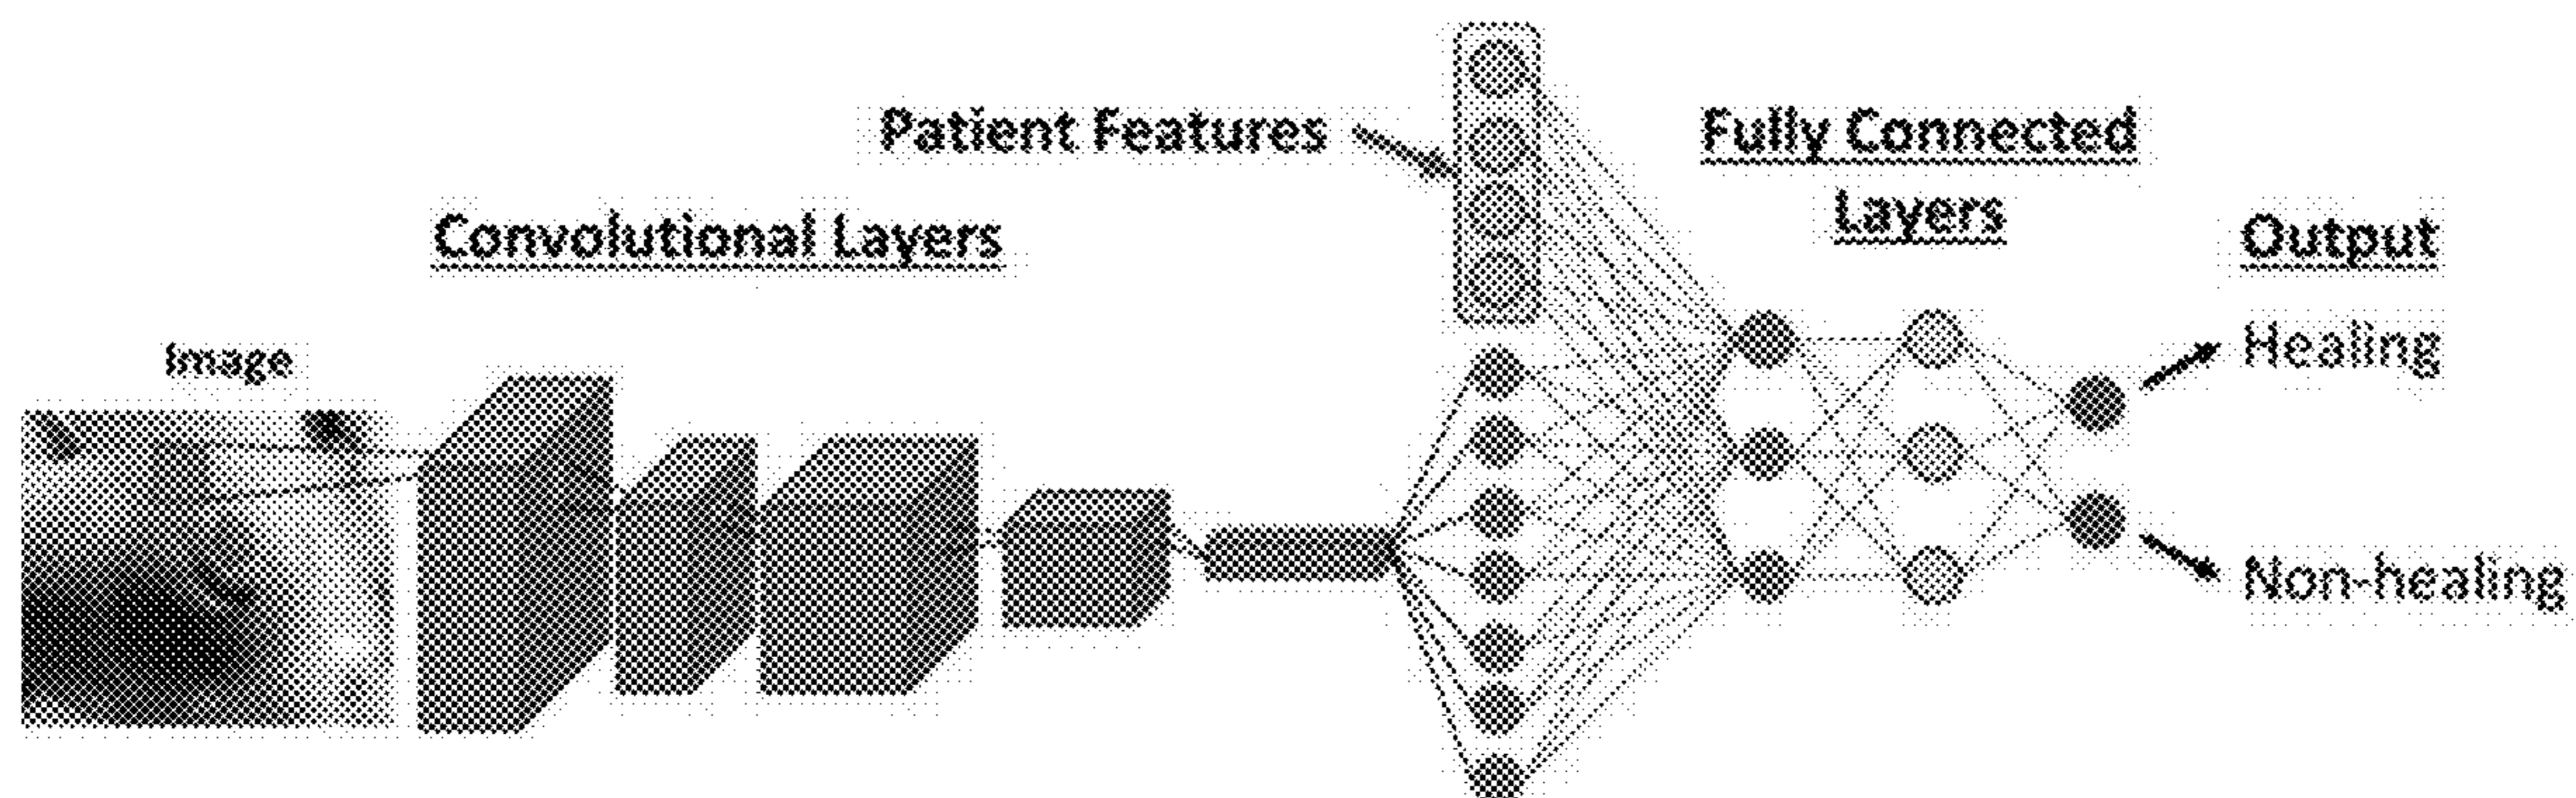 Patient Features
Fully Connected
Layers
Convolutional Layers
Output
Image
Healing
Non-healing